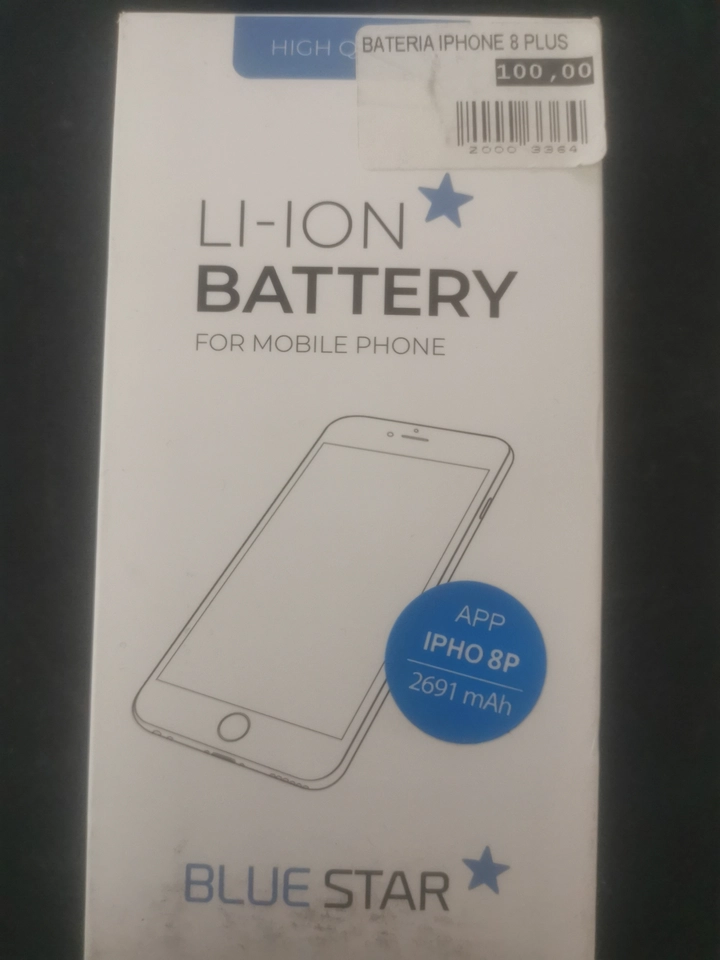 HIGH Q
BATERIA IPHONE 8 PLUS
100,00
2000 3364
LI-ION
BATTERY
FOR MOBILE PHONE
APP
IPHO 8P
2691 mAh
BLUE STAR